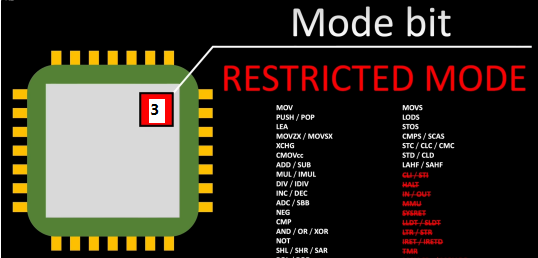 Mode bit
RESTRICTED MODE
3
MOV
PUSH / POP
LEA
MOVZX / MOVSX
XCHG
CMOVcc
ADD / SUB
MUL / IMUL
DIV / IDIV
INC / DEC
ADC / SBB
NEG
CMP
AND / OR / XOR
NOT
SHL / SHR / SAR
MOVS
LODS
STOS
CMPS / SCAS
STC / CLC / CMC
STD / CLD
LAHF / SAHF
CLI / STI
HALT
IN / OUT
MMU
SYSRET
LLDT / SLDT
LTR / STR
IRET / IRETD
TMR